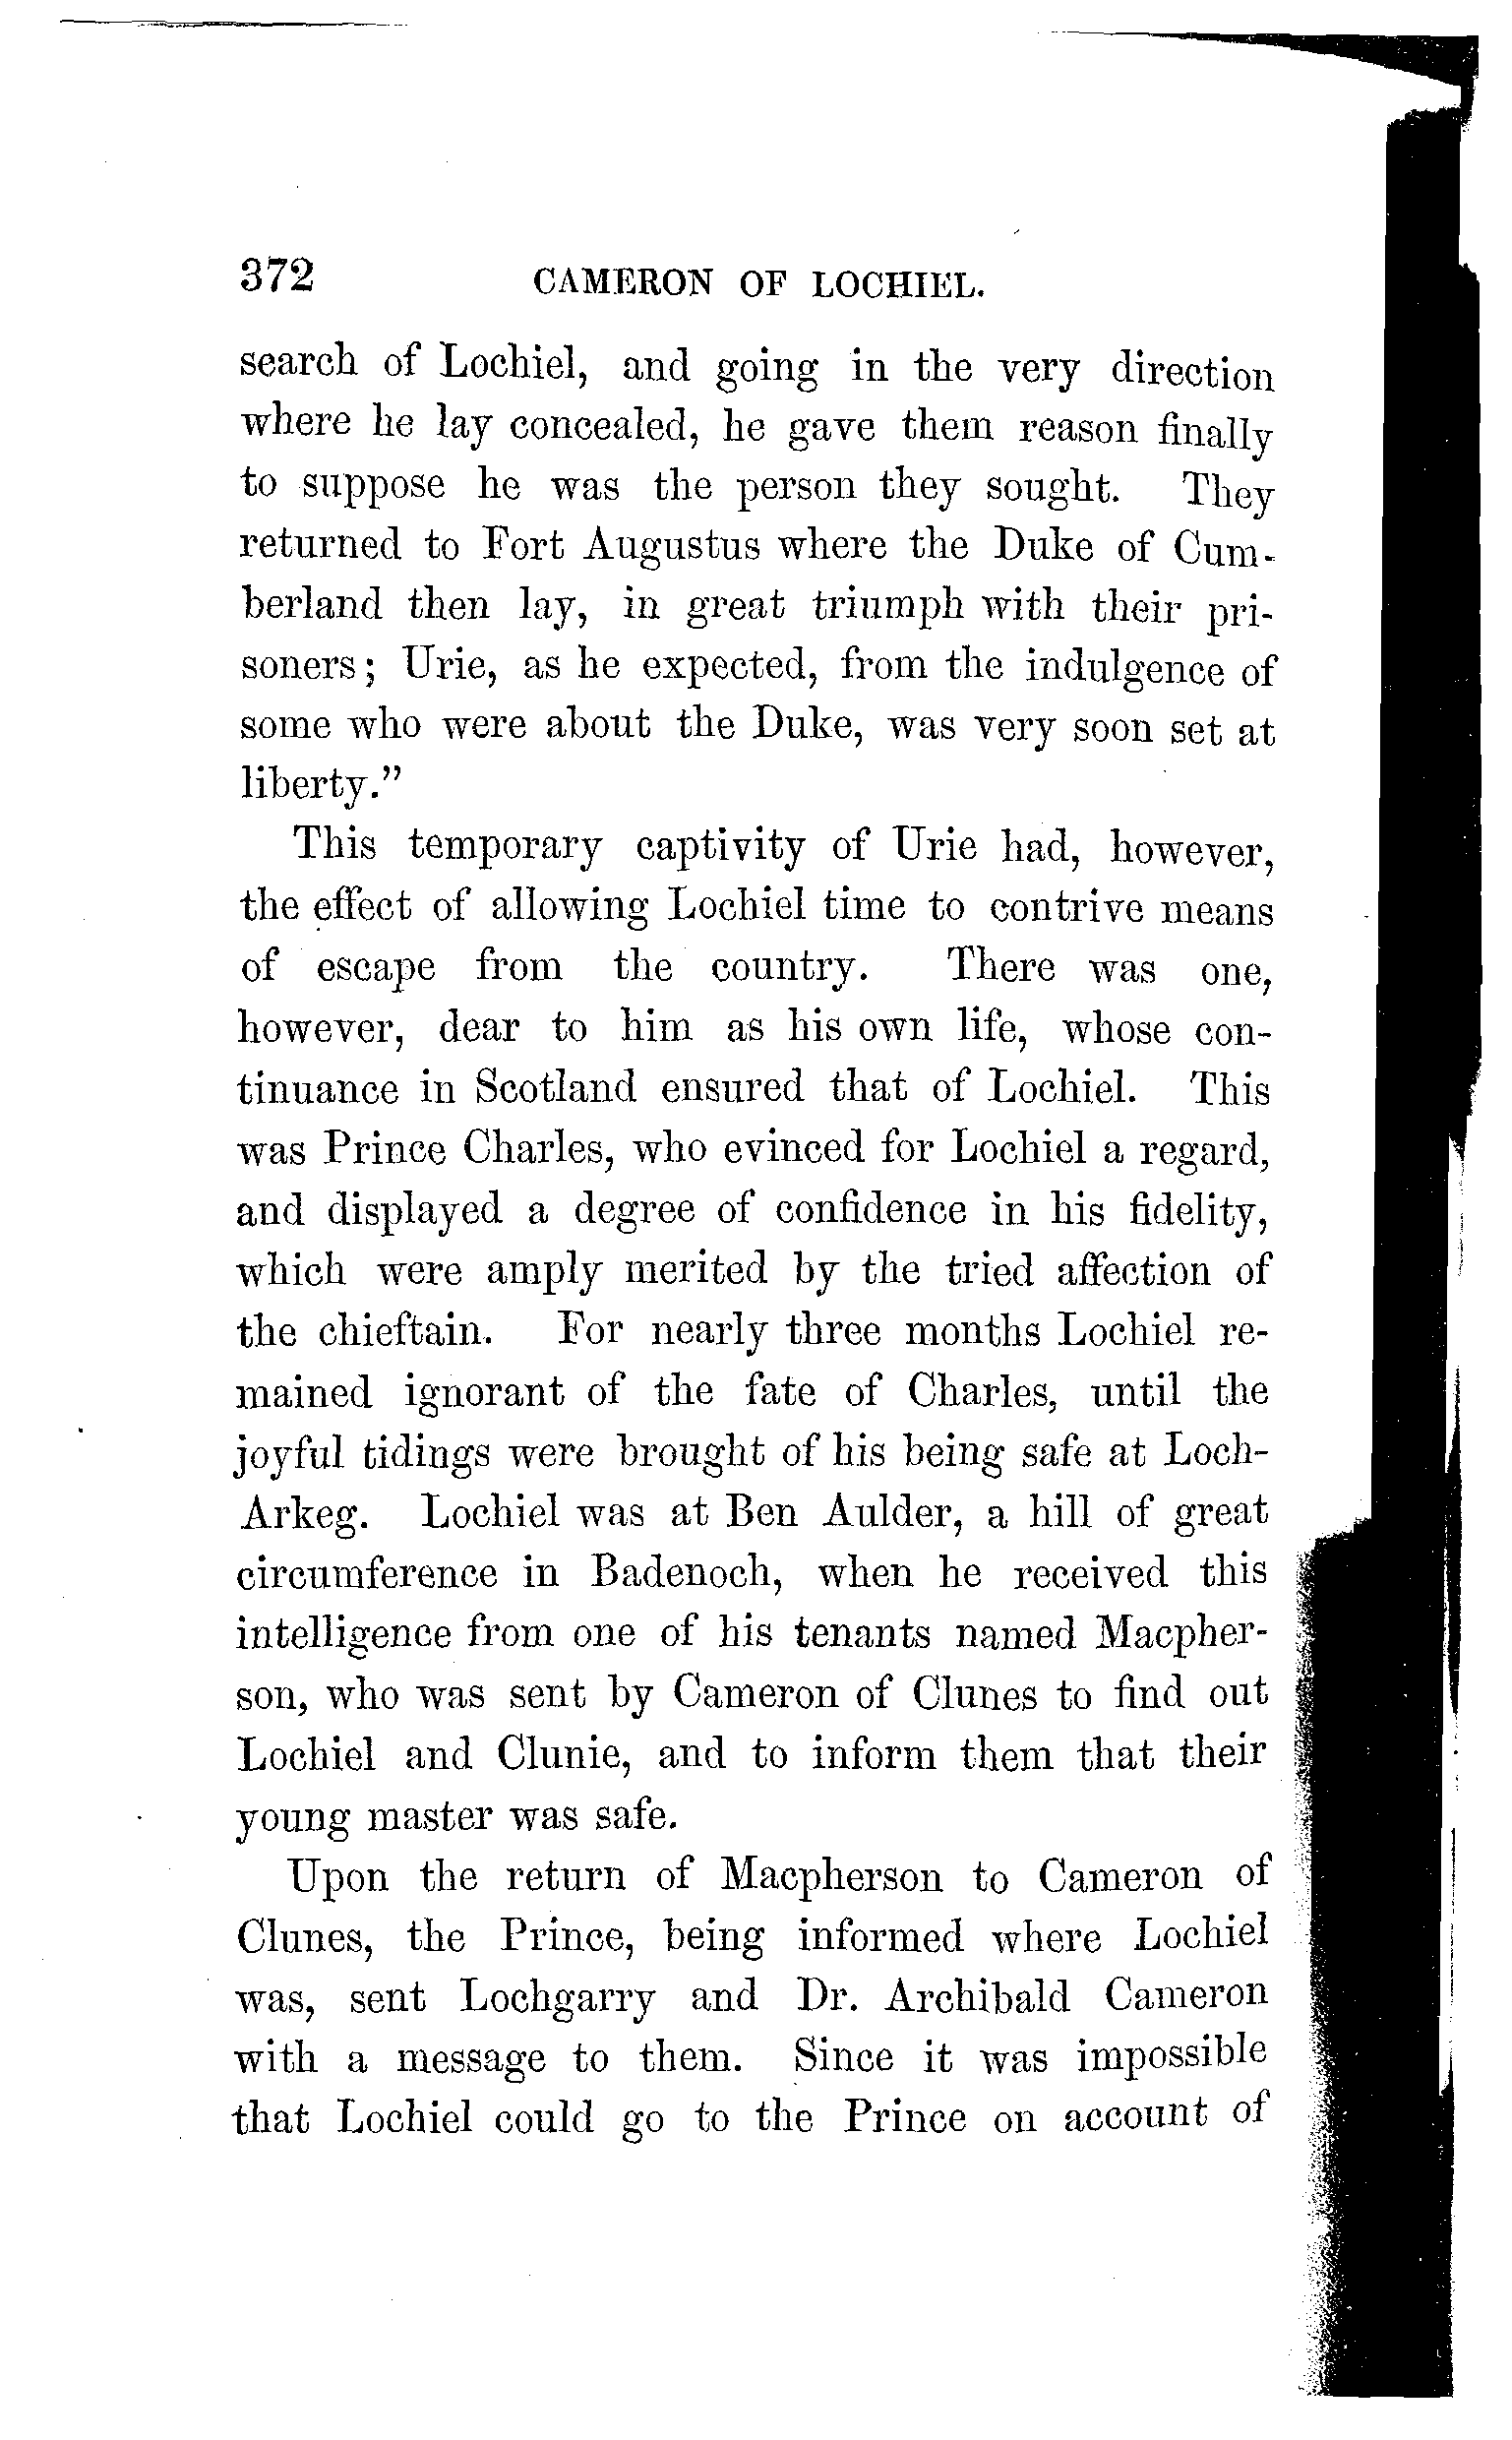 372 CAMERON OF LOCHIEL.
search of Lochiel, and going in the very direction
where he lay concealed, he gave them reason finally
to suppose he was the person they sought. They
returned to Fort Augustus where the Duke of Cum-
berland then lay, in great triumph with their pri-
soners; Urie, as he expected, from the indulgence of
some who were about the Duke, was very soon set at
liberty."
This temporary captivity of Urie had, however,
the effect of allowing Lochiel time to contrive means
of escape from the country. There was one,
however, dear to him as his own life, whose con-
tinuance in Scotland ensured that of Lochiel. This
was Prince Charles, who evinced for Lochiel a regard,
and displayed a degree of confidence in his fidelity,
which were amply merited by the tried affection of
the chieftain. For nearly three months Lochiel re-
mained ignorant of the fate of Charles, until the
joyful tidings were brought of his being safe at Loch-
Arkeg. Lochiel was at Ben Aulder, a hill of great
circumference in Badenoch, when he received this
intelligence from one of his tenants named Macpher-
son, who was sent by Cameron of Clunes to find out
Lochiel and Clunie, and to inform them that their
young master was safe.
Upon the return of Macpherson to Cameron of
Clunes, the Prince, being informed where Lochiel
was, sent Lochgarry and Dr. Archibald Cameron
with a message to them. Since it was impossible
that Lochiel could go to the Prince on account of